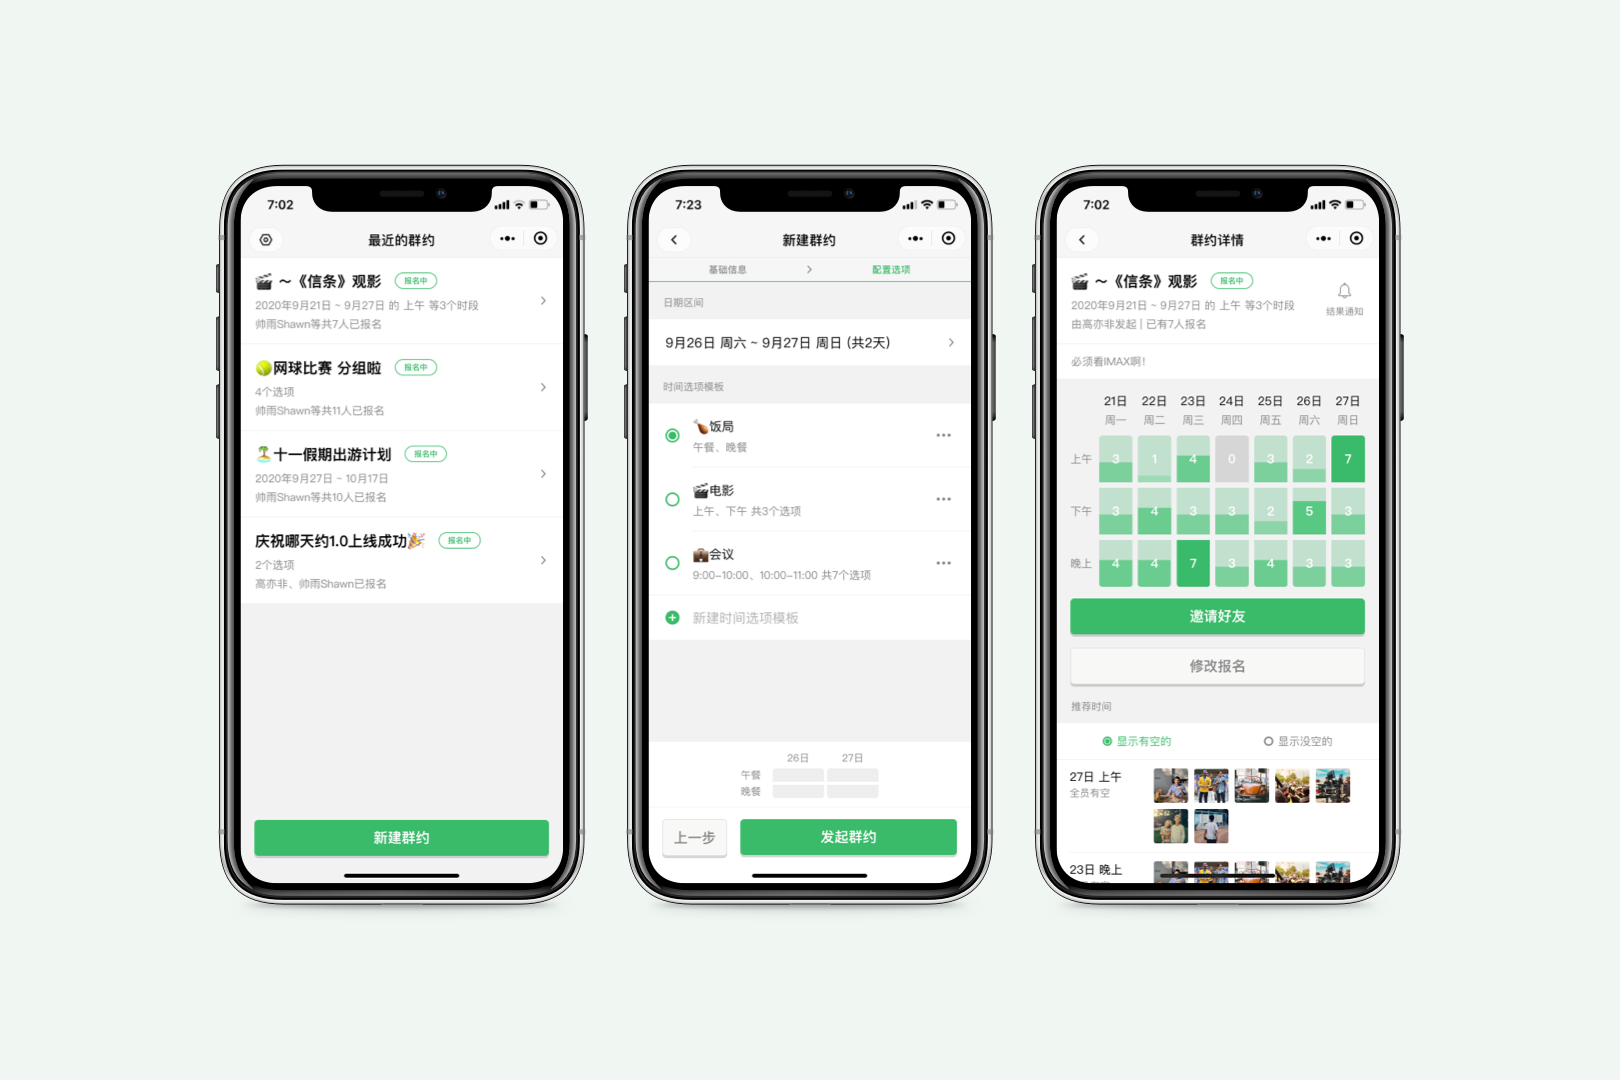 7:02
最近的群约
🎬 ～《信条》观影 报名中
2020年9月21日 ~ 9月27日 的 上午 等3个时段
帅雨Shawn等共7人已报名
🎾网球比赛 分组啦 报名中
4个选项
帅雨Shawn等共11人已报名
🏝️十一假期出游计划 报名中
2020年9月27日 ~ 10月17日
帅雨Shawn等共10人已报名
庆祝哪天约1.0上线成功🎉 报名中
2个选项
高亦非、帅雨Shawn已报名
新建群约
7:23
新建群约
基础信息 配置选项
日期区间
9月26日 周六 ~ 9月27日 周日 (共2天)
时间选项模板
🍗饭局
午餐、晚餐
🎬电影
上午、下午 共3个选项
💼会议
9:00-10:00、10:00-11:00 共7个选项
新建时间选项模板
26日 27日
午餐
晚餐
上一步 发起群约
7:02
群约详情
🎬 ～《信条》观影 报名中
2020年9月21日 ~ 9月27日 的 上午 等3个时段
由高亦非发起 | 已有7人报名
结果通知
必须看IMAX啊！
21日 22日 23日 24日 25日 26日 27日
周一 周二 周三 周四 周五 周六 周日
上午 3 1 4 0 3 2 7
下午 3 4 3 3 2 5 3
晚上 4 4 7 3 4 3 3
邀请好友
修改报名
推荐时间
显示有空的 显示没空的
27日 上午
全员有空
23日 晚上